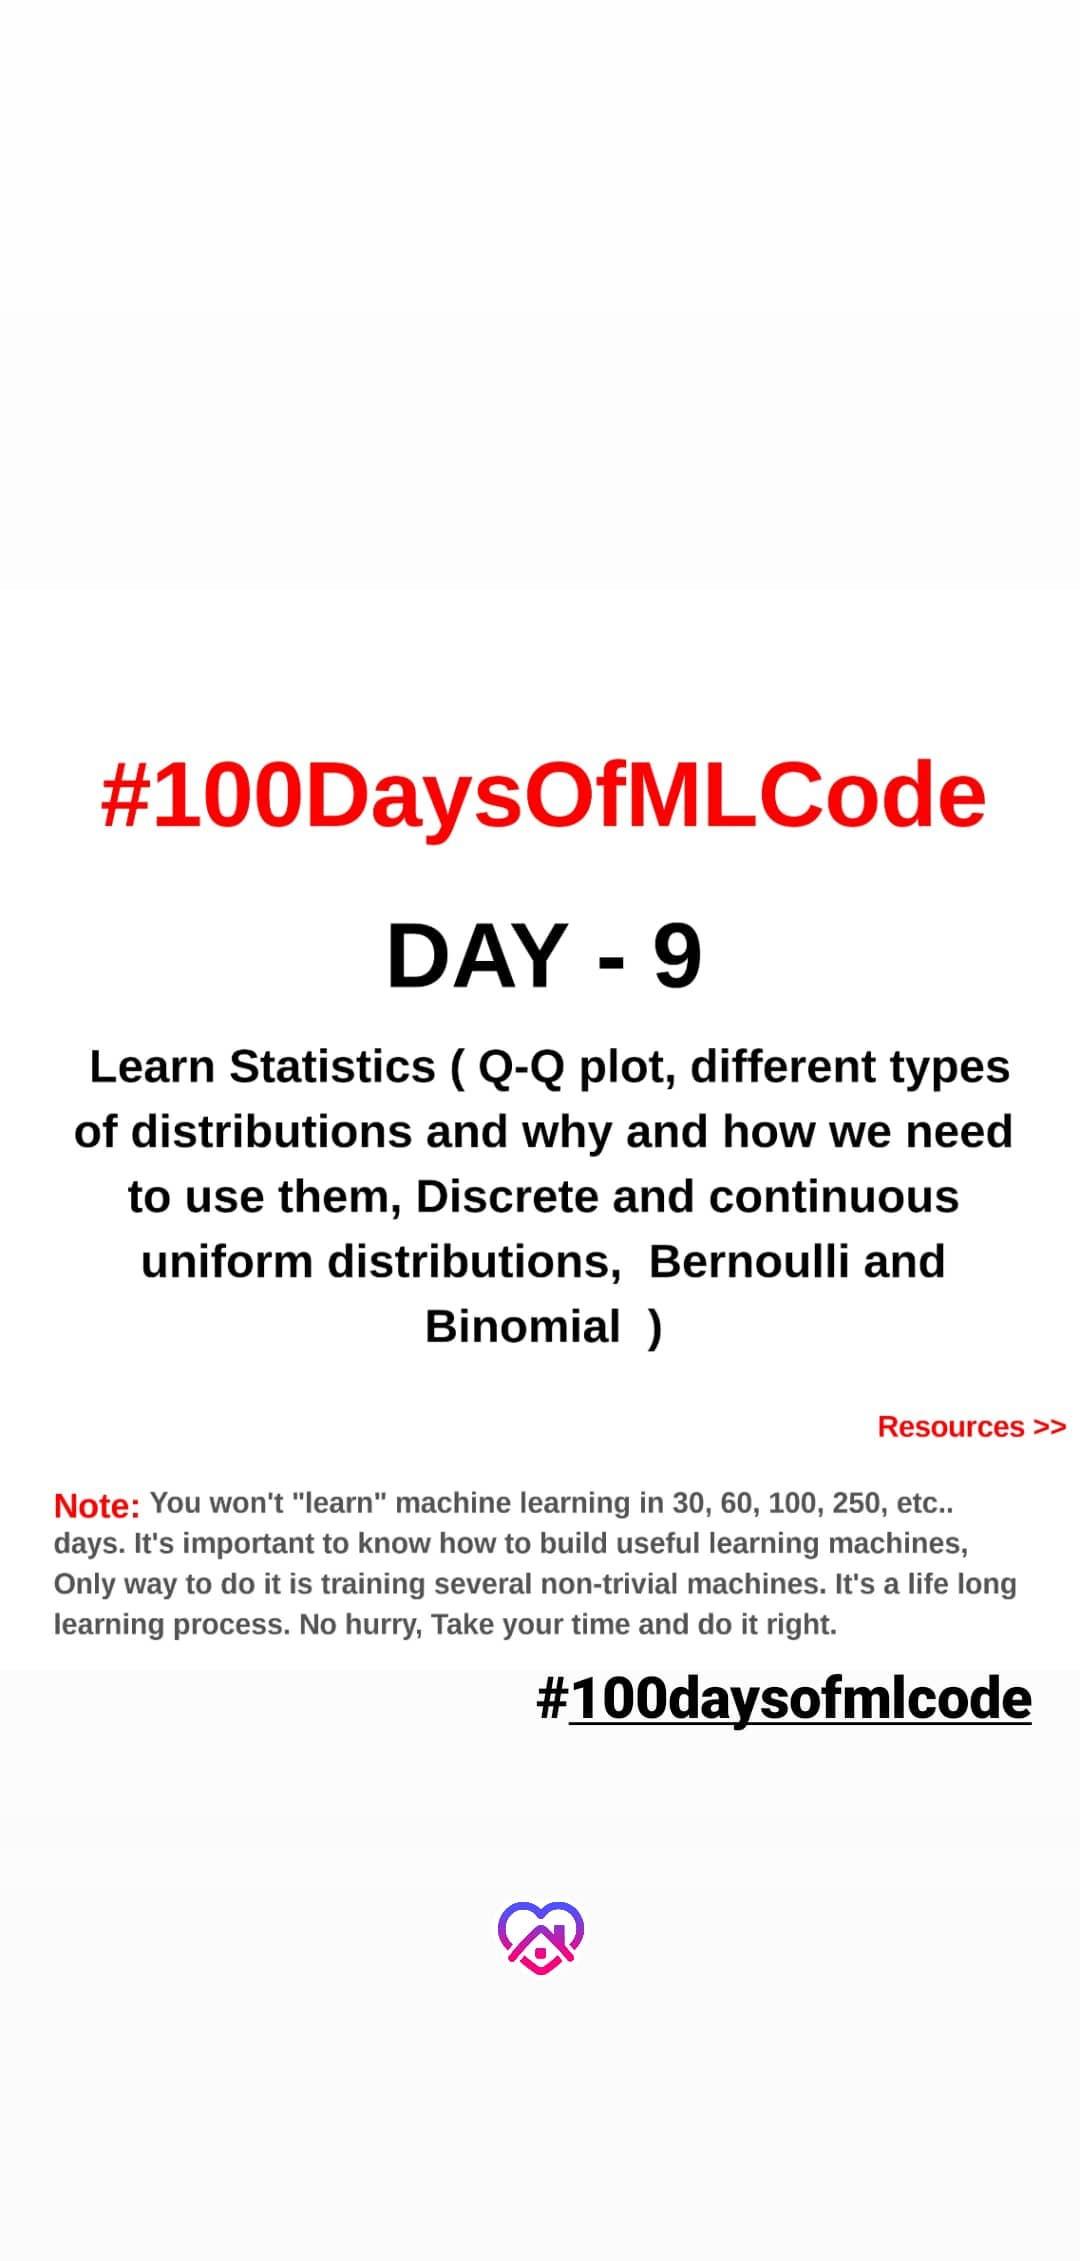 #100DaysOfMLCode
DAY - 9
Learn Statistics ( Q-Q plot, different types
of distributions and why and how we need
to use them, Discrete and continuous
uniform distributions,  Bernoulli and
Binomial  )
Resources >>
Note: You won't "learn" machine learning in 30, 60, 100, 250, etc..
days. It's important to know how to build useful learning machines,
Only way to do it is training several non-trivial machines. It's a life long
learning process. No hurry, Take your time and do it right.
#100daysofmlcode